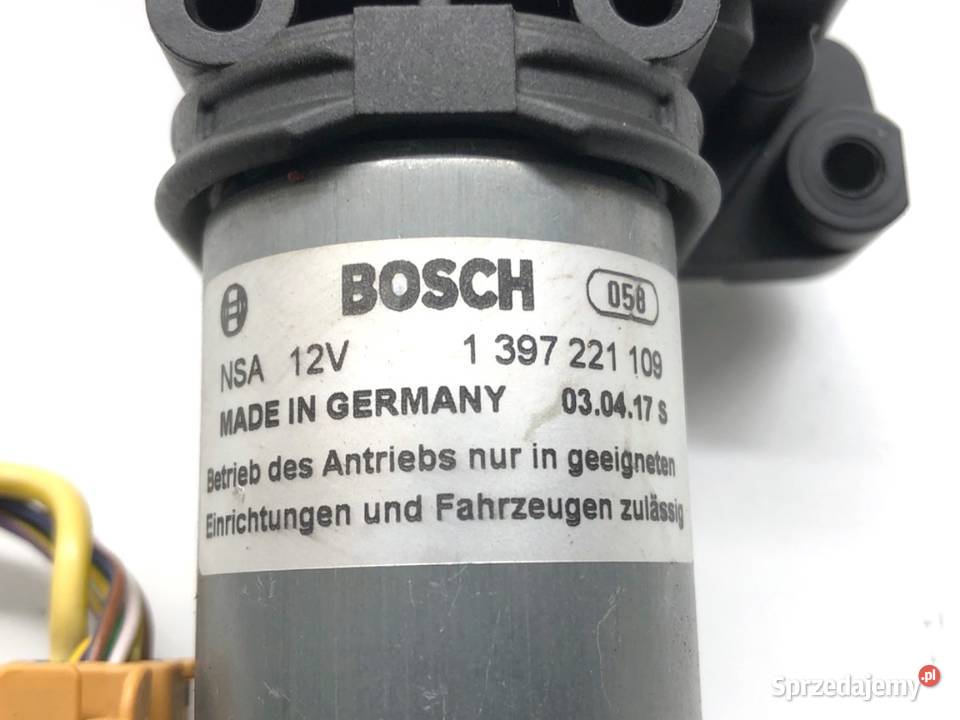 BOSCH 058
NSA 12V 1 397 221 109
MADE IN GERMANY 03.04.17 S
Betrieb des Antriebs nur in geeigneten
Einrichtungen und Fahrzeugen zulässig
Sprzedajemy.pl